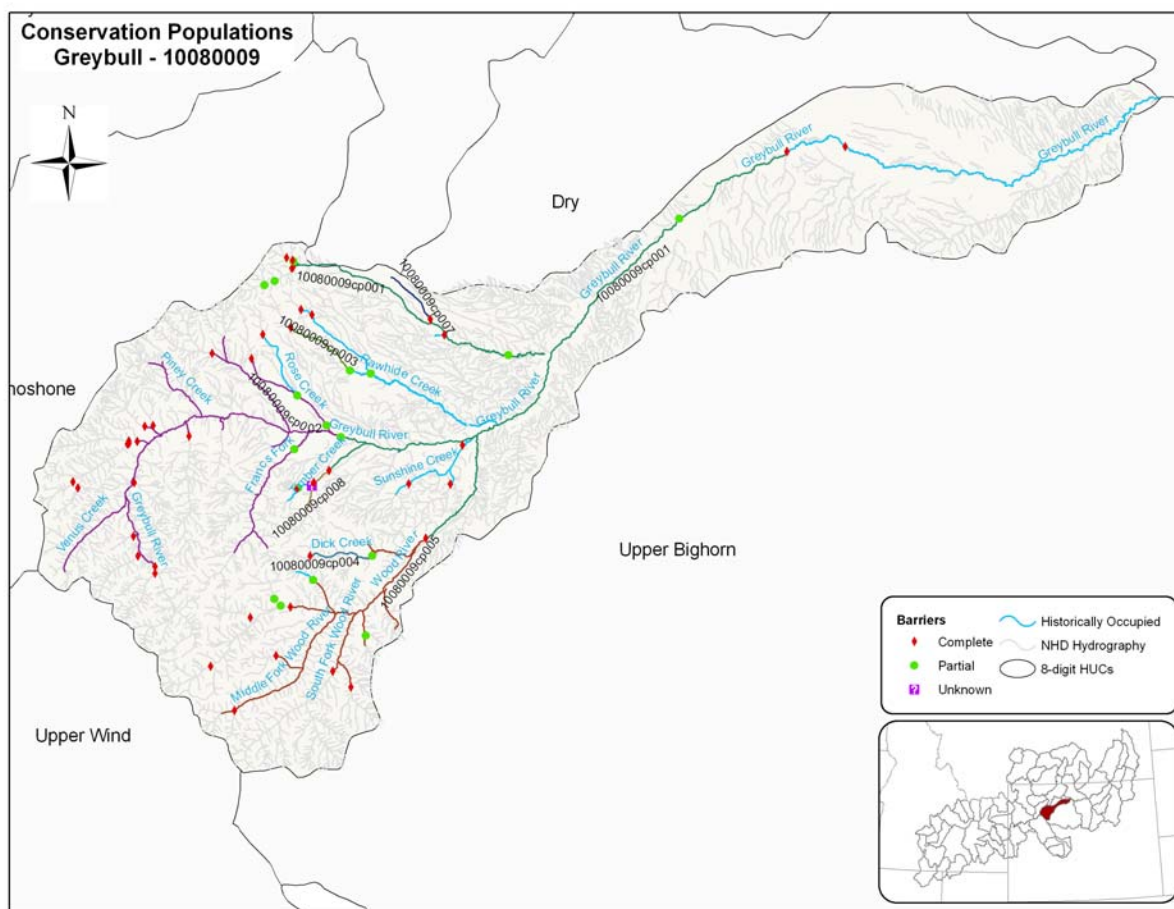 Conservation Populations
Greybull - 10080009
N
Greybull River
Greybull River
Dry
10080009cp007
10080009cp001
Greybull River
10080009cp001
10080009cp003
Rawhide Creek
Rose Creek
Piney Creek
noshone
Greybull River
10080009cp002
Greybull River
Francs Fork
Sunshine Creek
Creek
10080009cp008
Venus Creek
Greybull River
Dick Creek
10080009cp004
Wood River
10080009cp005
Upper Bighorn
Middle Fork Wood River
South Fork Wood River
Upper Wind
Barriers
Complete
Partial
? Unknown
Historically Occupied
NHD Hydrography
8-digit HUCs